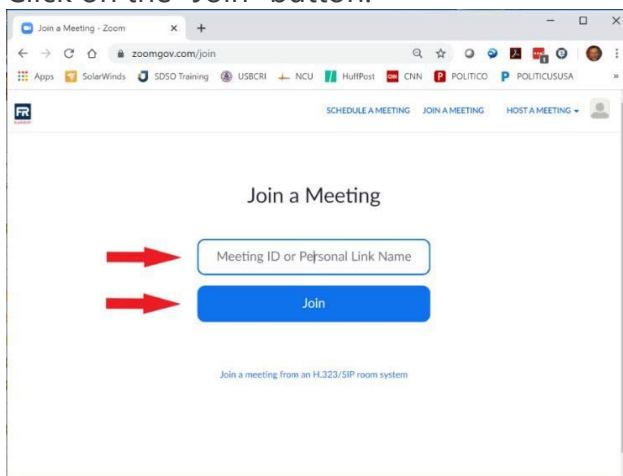 Click on the "Join" button.
Join a Meeting - Zoom
zoomgov.com/join
Apps SolarWinds SDSO Training USBCRI NCU HuffPost CNN POLITICO POLITICUSUSA »
FR
SCHEDULE A MEETING JOIN A MEETING HOST A MEETING
Join a Meeting
Meeting ID or Personal Link Name
Join
Join a meeting from an H.323/SIP room system